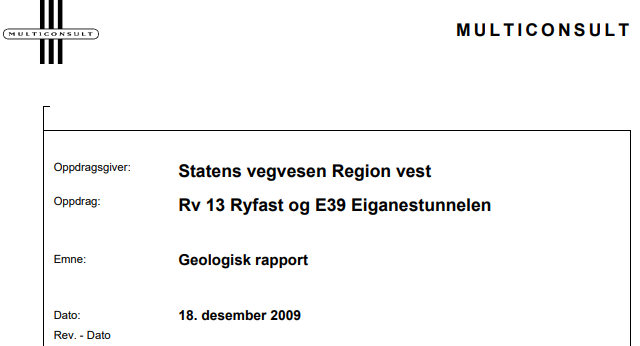 MULTICONSULT
MULTICONSULT
Oppdragsgiver: Statens vegvesen Region vest
Oppdrag: Rv 13 Ryfast og E39 Eiganestunnelen
Emne: Geologisk rapport
Dato: 18. desember 2009
Rev. - Dato